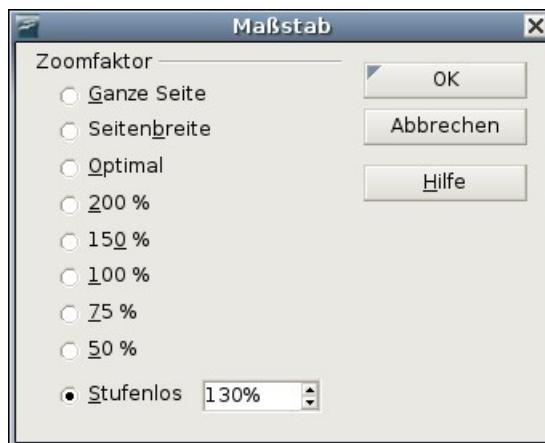 Maßstab
Zoomfaktor
Ganze Seite
Seitenbreite
Optimal
200 %
150 %
100 %
75 %
50 %
Stufenlos 130%
OK
Abbrechen
Hilfe